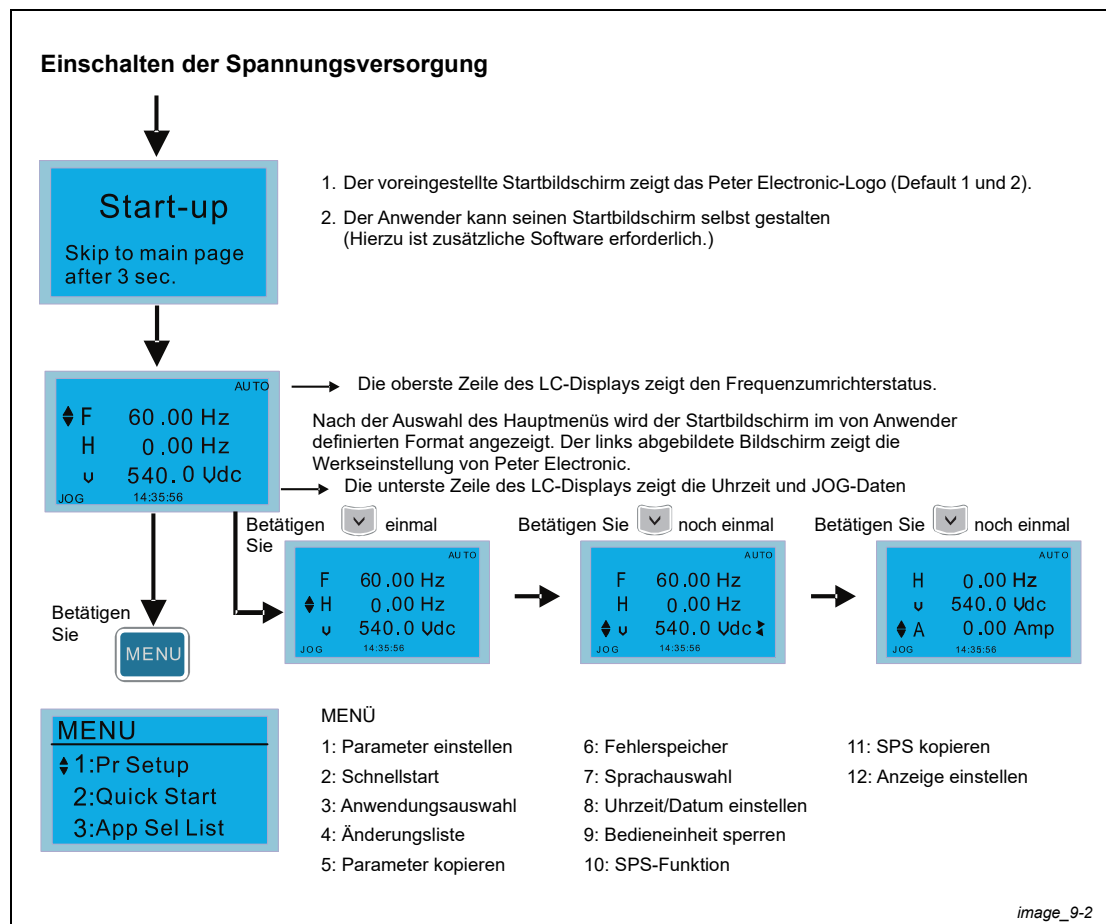 Einschalten der Spannungsversorgung
Start-up
Skip to main page
after 3 sec.
1. Der voreingestellte Startbildschirm zeigt das Peter Electronic-Logo (Default 1 und 2).
2. Der Anwender kann seinen Startbildschirm selbst gestalten
(Hierzu ist zusätzliche Software erforderlich.)
AUTO
F 60.00 Hz
H 0.00 Hz
v 540.0 Vdc
JOG 14:35:56
Die oberste Zeile des LC-Displays zeigt den Frequenzumrichterstatus.
Nach der Auswahl des Hauptmenüs wird der Startbildschirm im von Anwender
definierten Format angezeigt. Der links abgebildete Bildschirm zeigt die
Werkseinstellung von Peter Electronic.
Die unterste Zeile des LC-Displays zeigt die Uhrzeit und JOG-Daten
Betätigen einmal
Sie
AUTO
F 60.00 Hz
H 0.00 Hz
v 540.0 Vdc
JOG 14:35:56
Betätigen Sie noch einmal
AUTO
F 60.00 Hz
H 0.00 Hz
v 540.0 Vdc
JOG 14:35:56
Betätigen Sie noch einmal
AUTO
H 0.00 Hz
v 540.0 Vdc
A 0.00 Amp
JOG 14:35:56
Betätigen
Sie
MENU
MENU
1:Pr Setup
2:Quick Start
3:App Sel List
MENÜ
1: Parameter einstellen
2: Schnellstart
3: Anwendungsauswahl
4: Änderungsliste
5: Parameter kopieren
6: Fehlerspeicher
7: Sprachauswahl
8: Uhrzeit/Datum einstellen
9: Bedieneinheit sperren
10: SPS-Funktion
11: SPS kopieren
12: Anzeige einstellen
image_9-2